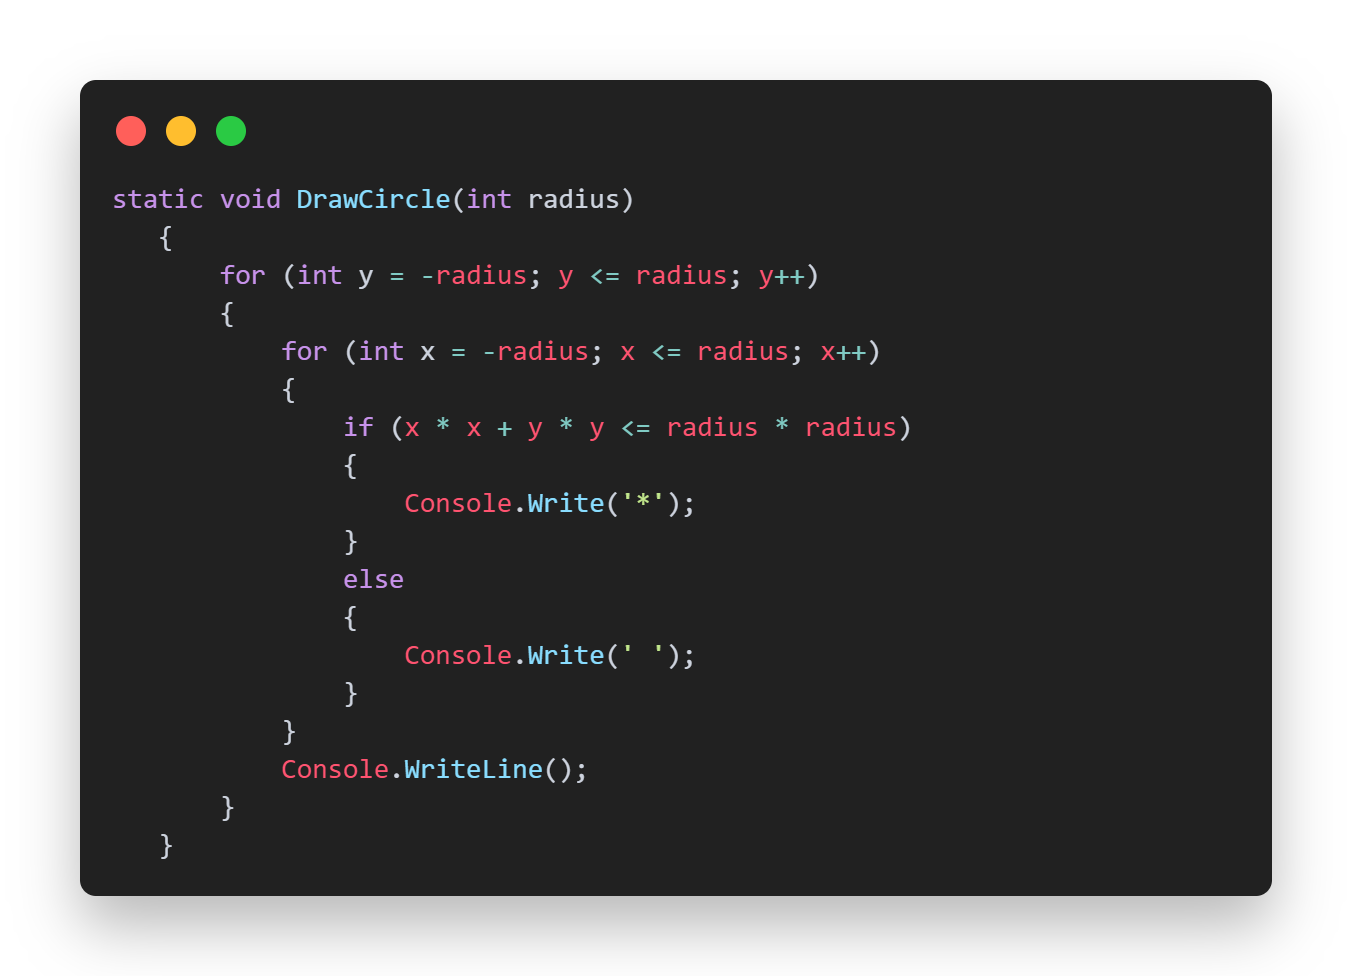 static void DrawCircle(int radius)
   {
       for (int y = -radius; y <= radius; y++)
       {
           for (int x = -radius; x <= radius; x++)
           {
               if (x * x + y * y <= radius * radius)
               {
                   Console.Write('*');
               }
               else
               {
                   Console.Write(' ');
               }
           }
           Console.WriteLine();
       }
   }